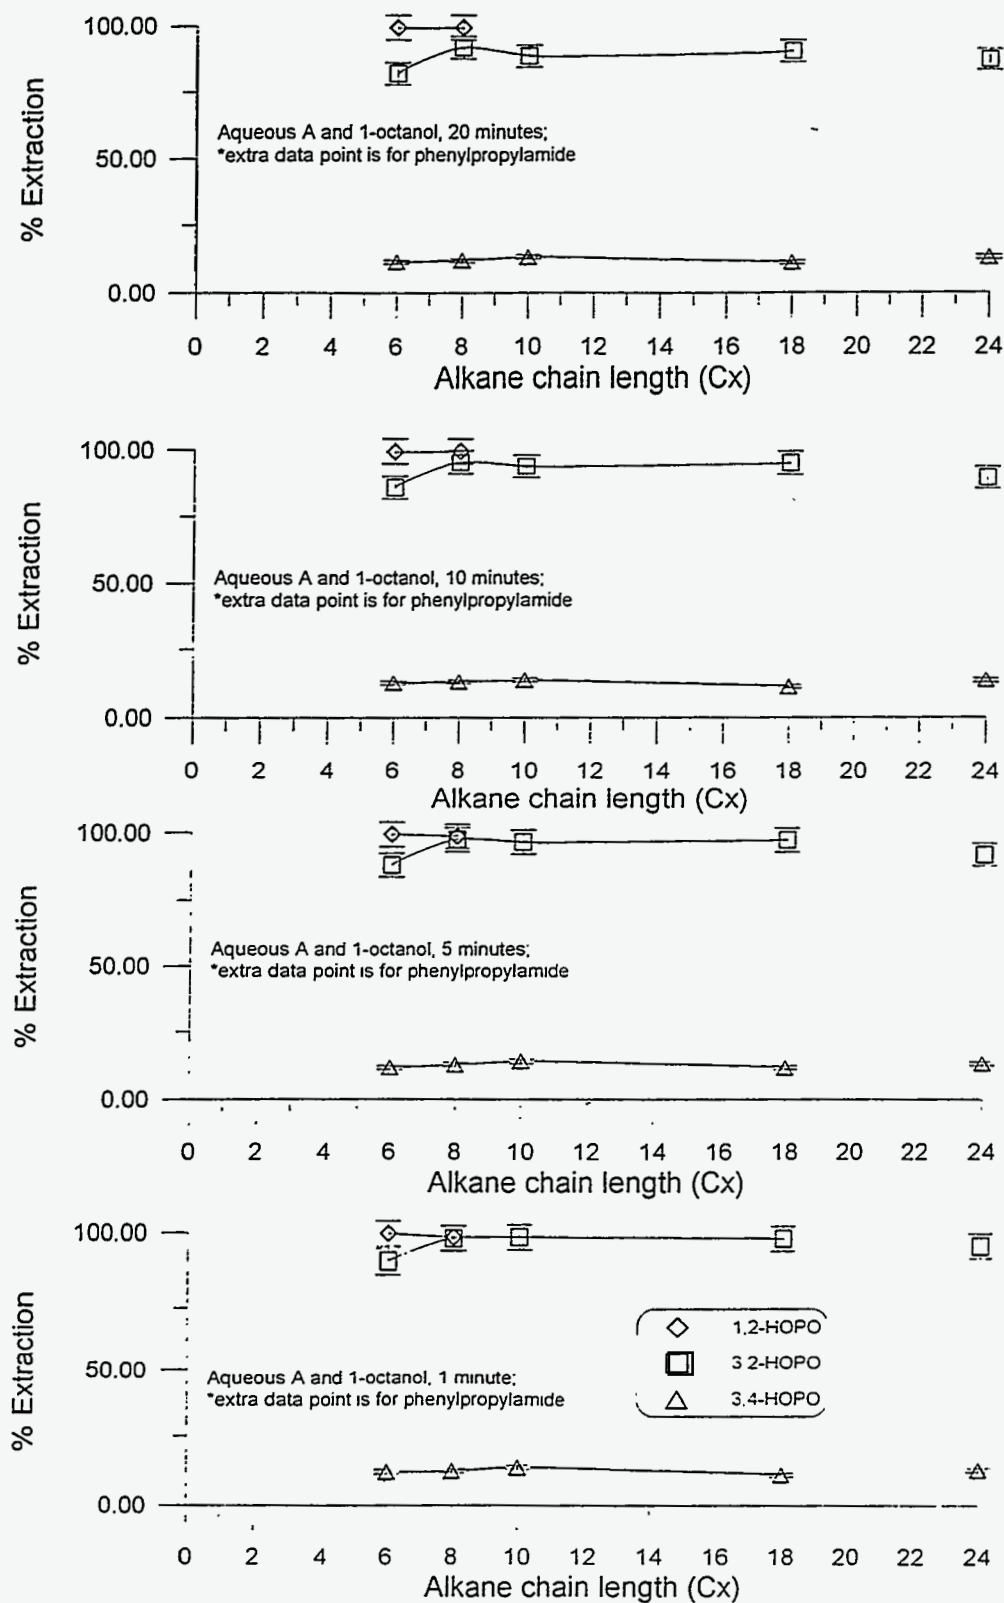 100.00
50.00
0.00
% Extraction
Aqueous A and 1-octanol, 20 minutes;
*extra data point is for phenylpropylamide
0 2 4 6 8 10 12 14 16 18 20 22 24
Alkane chain length (Cx)
100.00
50.00
0.00
% Extraction
Aqueous A and 1-octanol, 10 minutes;
*extra data point is for phenylpropylamide
0 2 4 6 8 10 12 14 16 18 20 22 24
Alkane chain length (Cx)
100.00
50.00
0.00
% Extraction
Aqueous A and 1-octanol, 5 minutes;
*extra data point is for phenylpropylamide
0 2 4 6 8 10 12 14 16 18 20 22 24
Alkane chain length (Cx)
100.00
50.00
0.00
% Extraction
Aqueous A and 1-octanol, 1 minute;
*extra data point is for phenylpropylamide
1,2-HOPO
3,2-HOPO
3,4-HOPO
0 2 4 6 8 10 12 14 16 18 20 22 24
Alkane chain length (Cx)